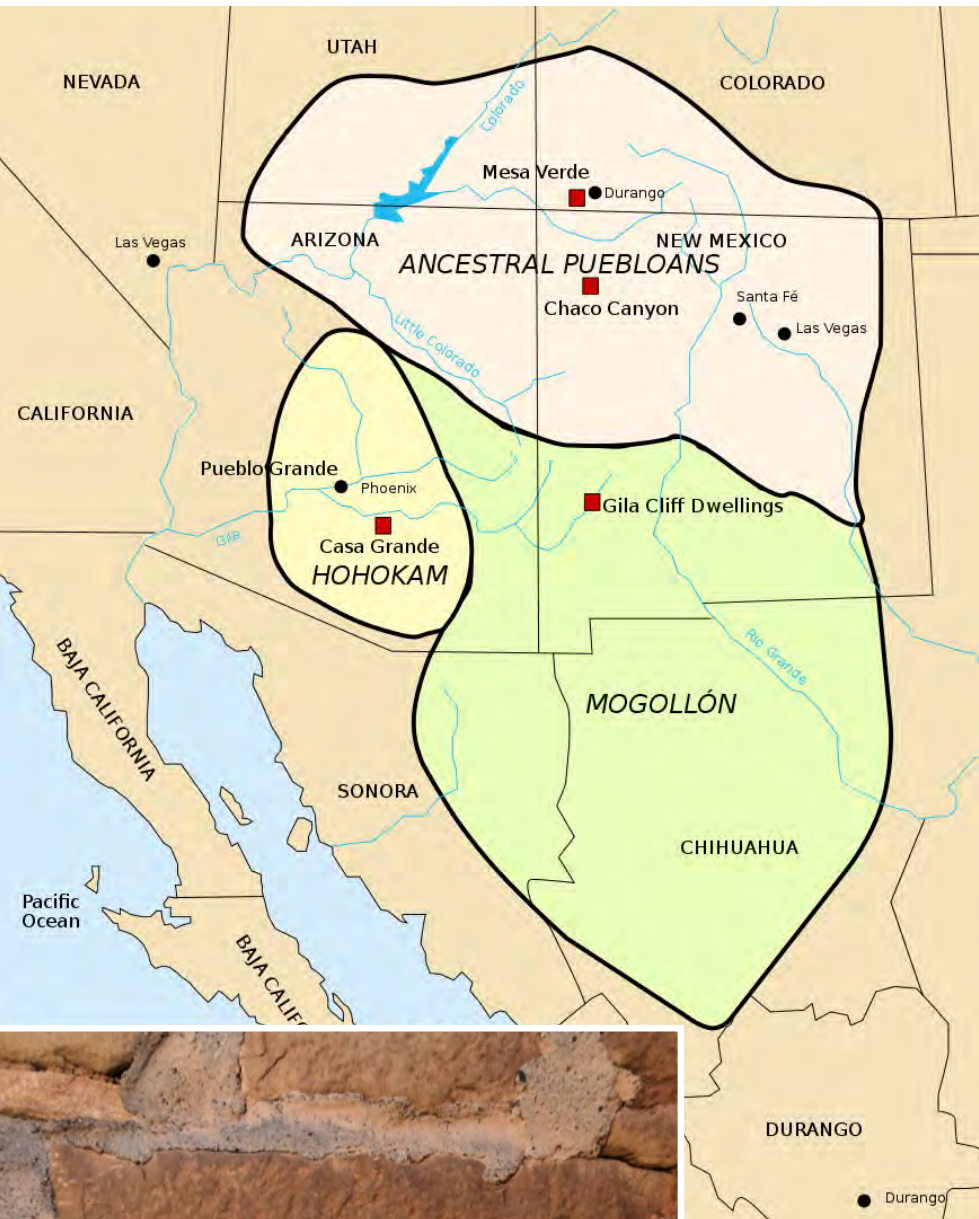 UTAH
NEVADA
COLORADO
Colorado
Mesa Verde
Durango
Las Vegas
ARIZONA
NEW MEXICO
ANCESTRAL PUEBLOANS
Santa Fé
Chaco Canyon
Las Vegas
Little Colorado
CALIFORNIA
Pueblo Grande
Phoenix
Gila Cliff Dwellings
Gila
Casa Grande
HOHOKAM
BAJA CALIFORNIA
Rio Grande
MOGOLLÓN
SONORA
CHIHUAHUA
Pacific
Ocean
BAJA CALIF
DURANGO
Durango